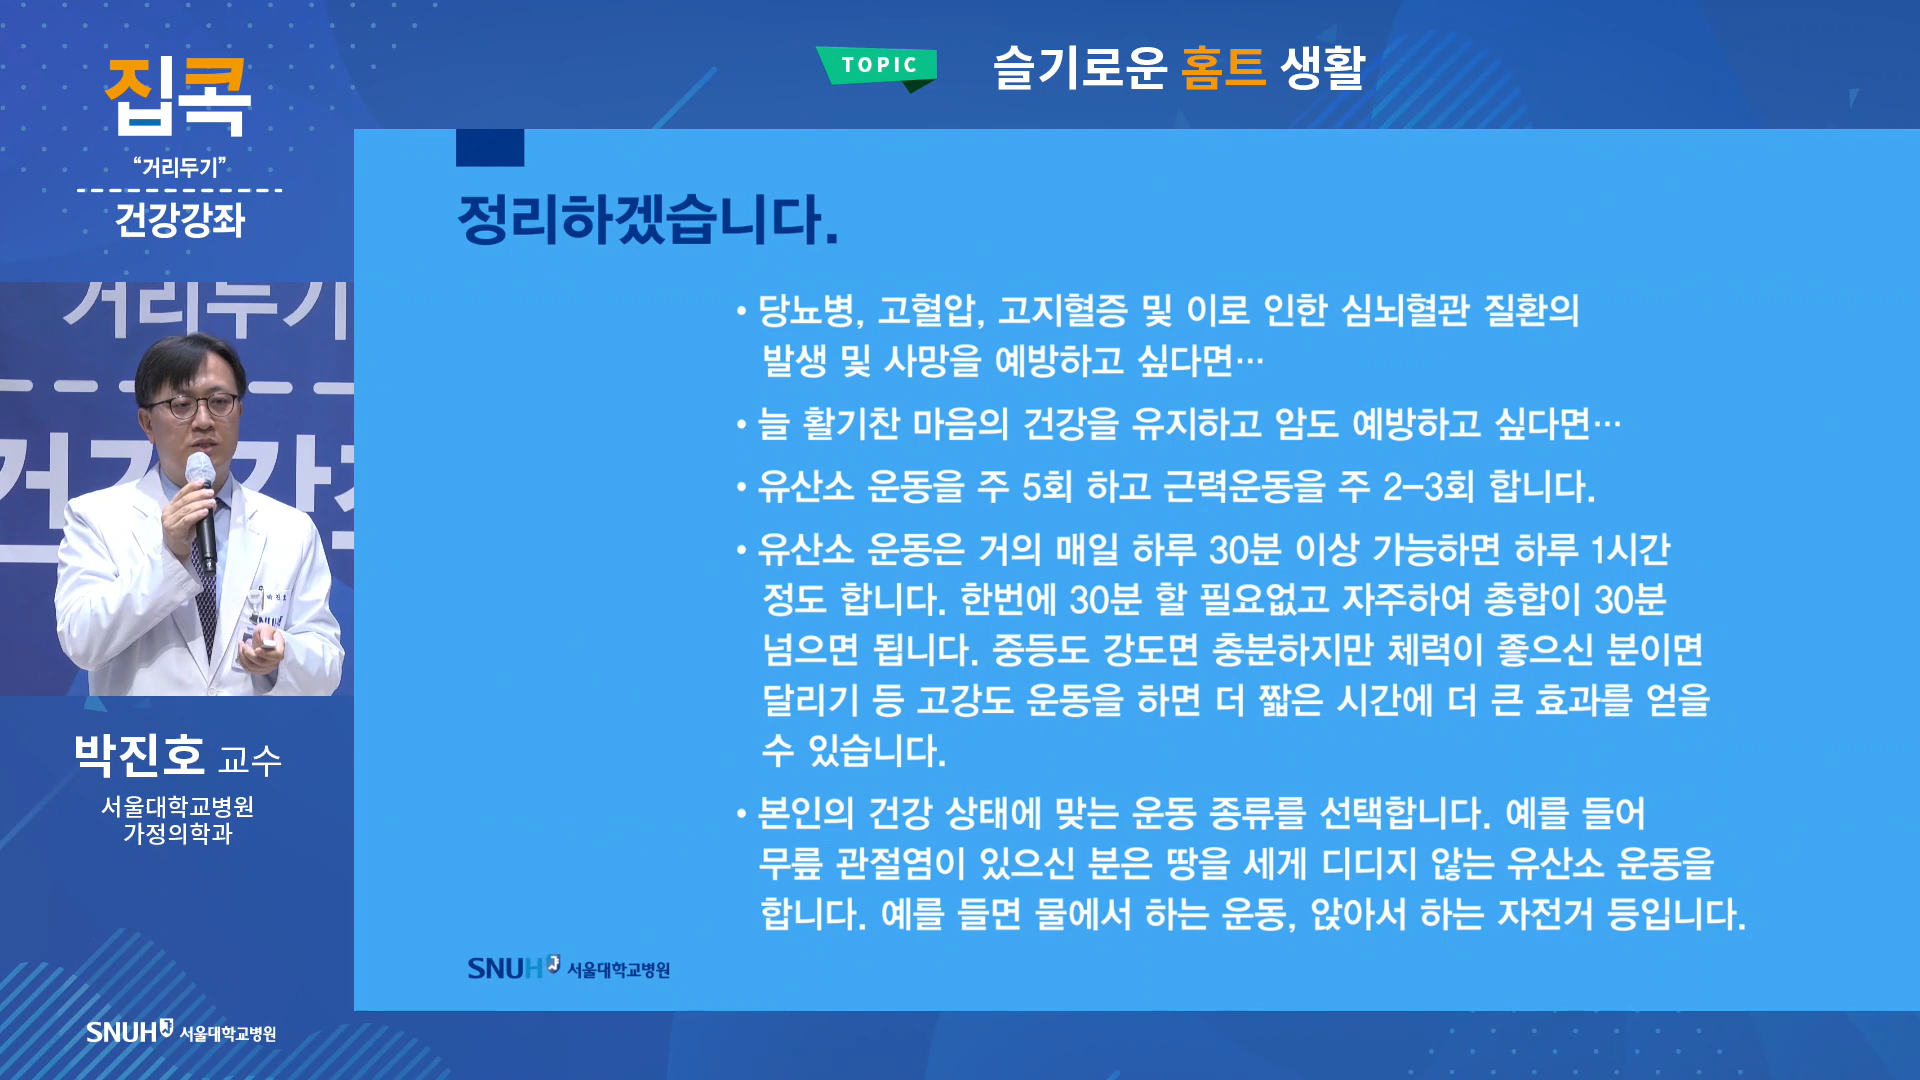 집콕
“거리두기”
건강강좌
TOPIC
슬기로운 홈트 생활
거리두기
건강강좌
박진호 교수
서울대학교병원
가정의학과
SNUH 서울대학교병원
정리하겠습니다.
• 당뇨병, 고혈압, 고지혈증 및 이로 인한 심뇌혈관 질환의
발생 및 사망을 예방하고 싶다면…
• 늘 활기찬 마음의 건강을 유지하고 암도 예방하고 싶다면…
• 유산소 운동을 주 5회 하고 근력운동을 주 2-3회 합니다.
• 유산소 운동은 거의 매일 하루 30분 이상 가능하면 하루 1시간
정도 합니다. 한번에 30분 할 필요없고 자주하여 총합이 30분
넘으면 됩니다. 중등도 강도면 충분하지만 체력이 좋으신 분이면
달리기 등 고강도 운동을 하면 더 짧은 시간에 더 큰 효과를 얻을
수 있습니다.
• 본인의 건강 상태에 맞는 운동 종류를 선택합니다. 예를 들어
무릎 관절염이 있으신 분은 땅을 세게 디디지 않는 유산소 운동을
합니다. 예를 들면 물에서 하는 운동, 앉아서 하는 자전거 등입니다.
SNUH 서울대학교병원